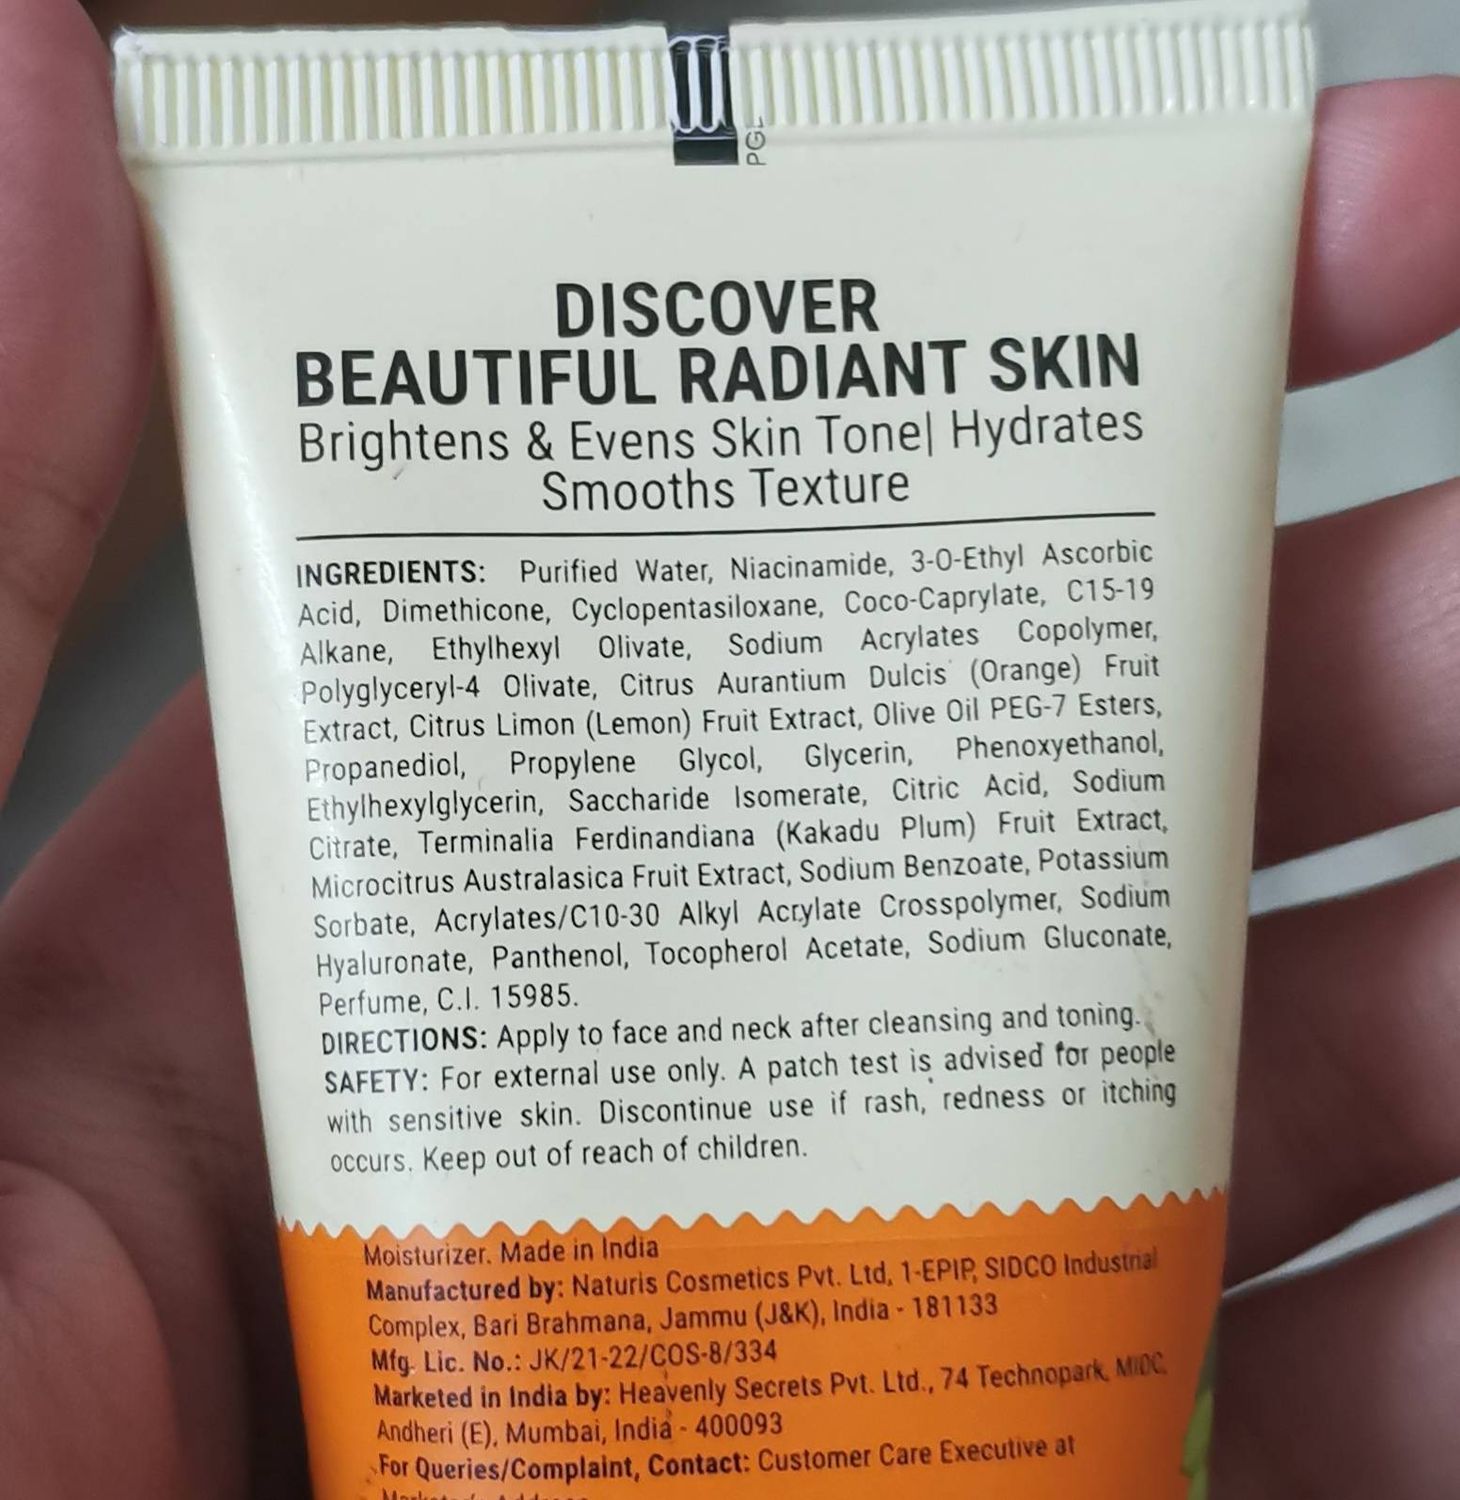 PGL
DISCOVER
BEAUTIFUL RADIANT SKIN
Brightens & Evens Skin Tone| Hydrates
Smooths Texture
INGREDIENTS: Purified Water, Niacinamide, 3-O-Ethyl Ascorbic
Acid, Dimethicone, Cyclopentasiloxane, Coco-Caprylate, C15-19
Alkane, Ethylhexyl Olivate, Sodium Acrylates Copolymer,
Polyglyceryl-4 Olivate, Citrus Aurantium Dulcis (Orange) Fruit
Extract, Citrus Limon (Lemon) Fruit Extract, Olive Oil PEG-7 Esters,
Propanediol, Propylene Glycol, Glycerin, Phenoxyethanol,
Ethylhexylglycerin, Saccharide Isomerate, Citric Acid, Sodium
Citrate, Terminalia Ferdinandiana (Kakadu Plum) Fruit Extract,
Microcitrus Australasica Fruit Extract, Sodium Benzoate, Potassium
Sorbate, Acrylates/C10-30 Alkyl Acrylate Crosspolymer, Sodium
Hyaluronate, Panthenol, Tocopherol Acetate, Sodium Gluconate,
Perfume, C.I. 15985.
DIRECTIONS: Apply to face and neck after cleansing and toning.
SAFETY: For external use only. A patch test is advised for people
with sensitive skin. Discontinue use if rash, redness or itching
occurs. Keep out of reach of children.
Moisturizer. Made in India
Manufactured by: Naturis Cosmetics Pvt. Ltd, 1-EPIP, SIDCO Industrial
Complex, Bari Brahmana, Jammu (J&K), India - 181133
Mfg. Lic. No.: JK/21-22/COS-8/334
Marketed in India by: Heavenly Secrets Pvt. Ltd., 74 Technopark, MIDC,
Andheri (E), Mumbai, India - 400093
For Queries/Complaint, Contact: Customer Care Executive at